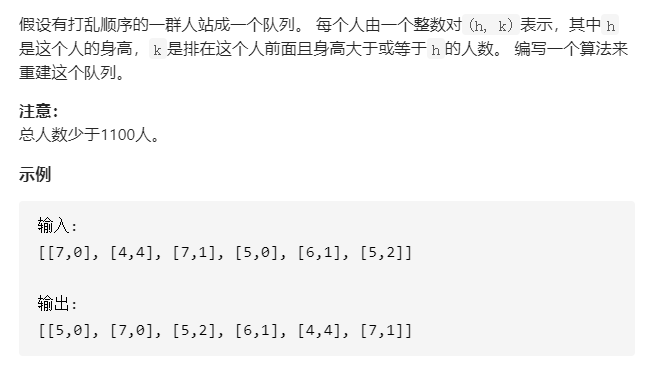 假设有打乱顺序的一群人站成一个队列。 每个人由一个整数对(h, k)表示，其中h
是这个人的身高，k是排在这个人前面且身高大于或等于h的人数。 编写一个算法来
重建这个队列。
注意：
总人数少于1100人。
示例
输入:
[[7,0], [4,4], [7,1], [5,0], [6,1], [5,2]]
输出:
[[5,0], [7,0], [5,2], [6,1], [4,4], [7,1]]